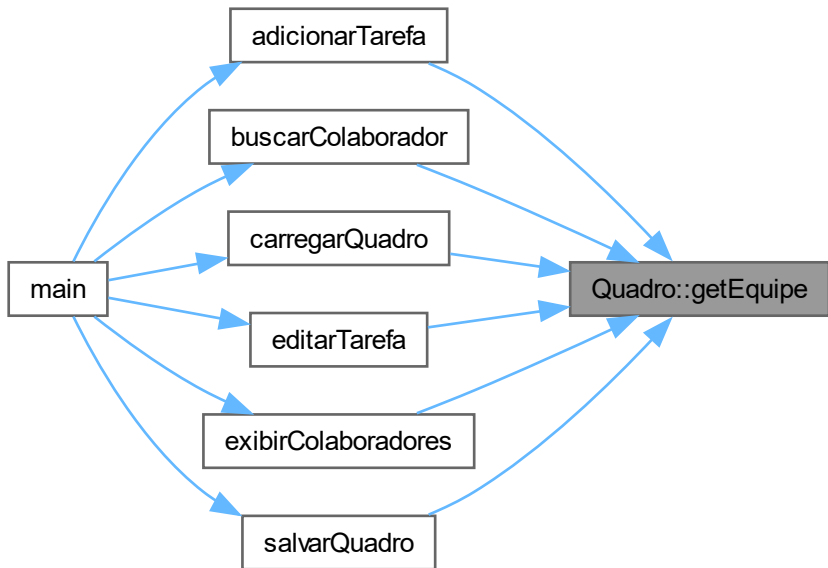 adicionarTarefa
buscarColaborador
carregarQuadro
main
Quadro::getEquipe
editarTarefa
exibirColaboradores
salvarQuadro